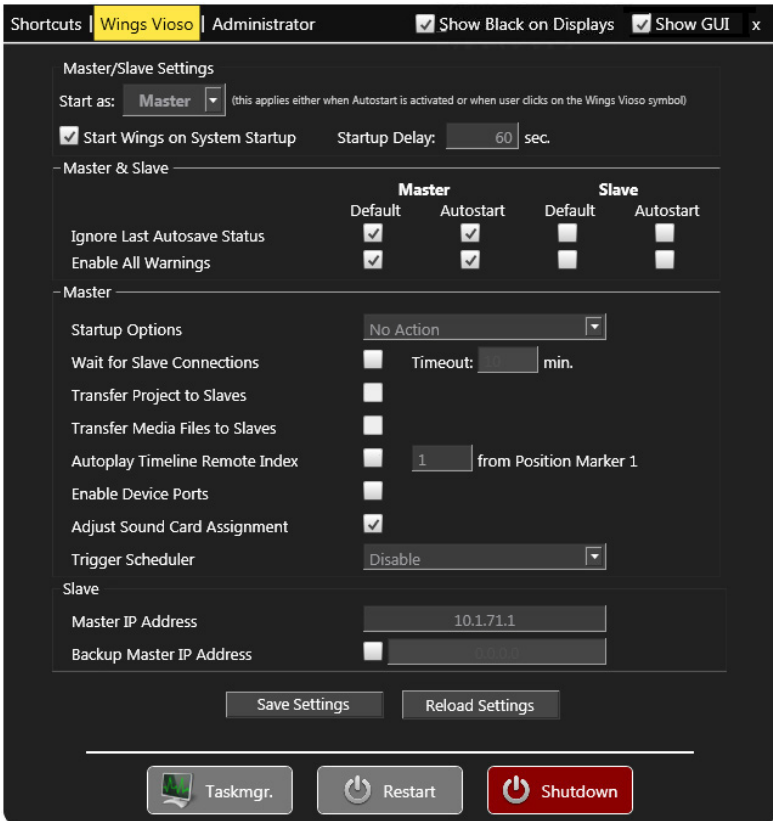 Shortcuts | Wings Vioso | Administrator Show Black on Displays Show GUI x
Master/Slave Settings
Start as: Master (this applies either when Autostart is activated or when user clicks on the Wings Vioso symbol)
Start Wings on System Startup Startup Delay: 60 sec.
Master & Slave
Master Slave
Default Autostart Default Autostart
Ignore Last Autosave Status
Enable All Warnings
Master
Startup Options No Action
Wait for Slave Connections Timeout: 10 min.
Transfer Project to Slaves
Transfer Media Files to Slaves
Autoplay Timeline Remote Index 1 from Position Marker 1
Enable Device Ports
Adjust Sound Card Assignment
Trigger Scheduler Disable
Slave
Master IP Address 10.1.71.1
Backup Master IP Address 0.0.0.0
Save Settings Reload Settings
Taskmgr. Restart Shutdown